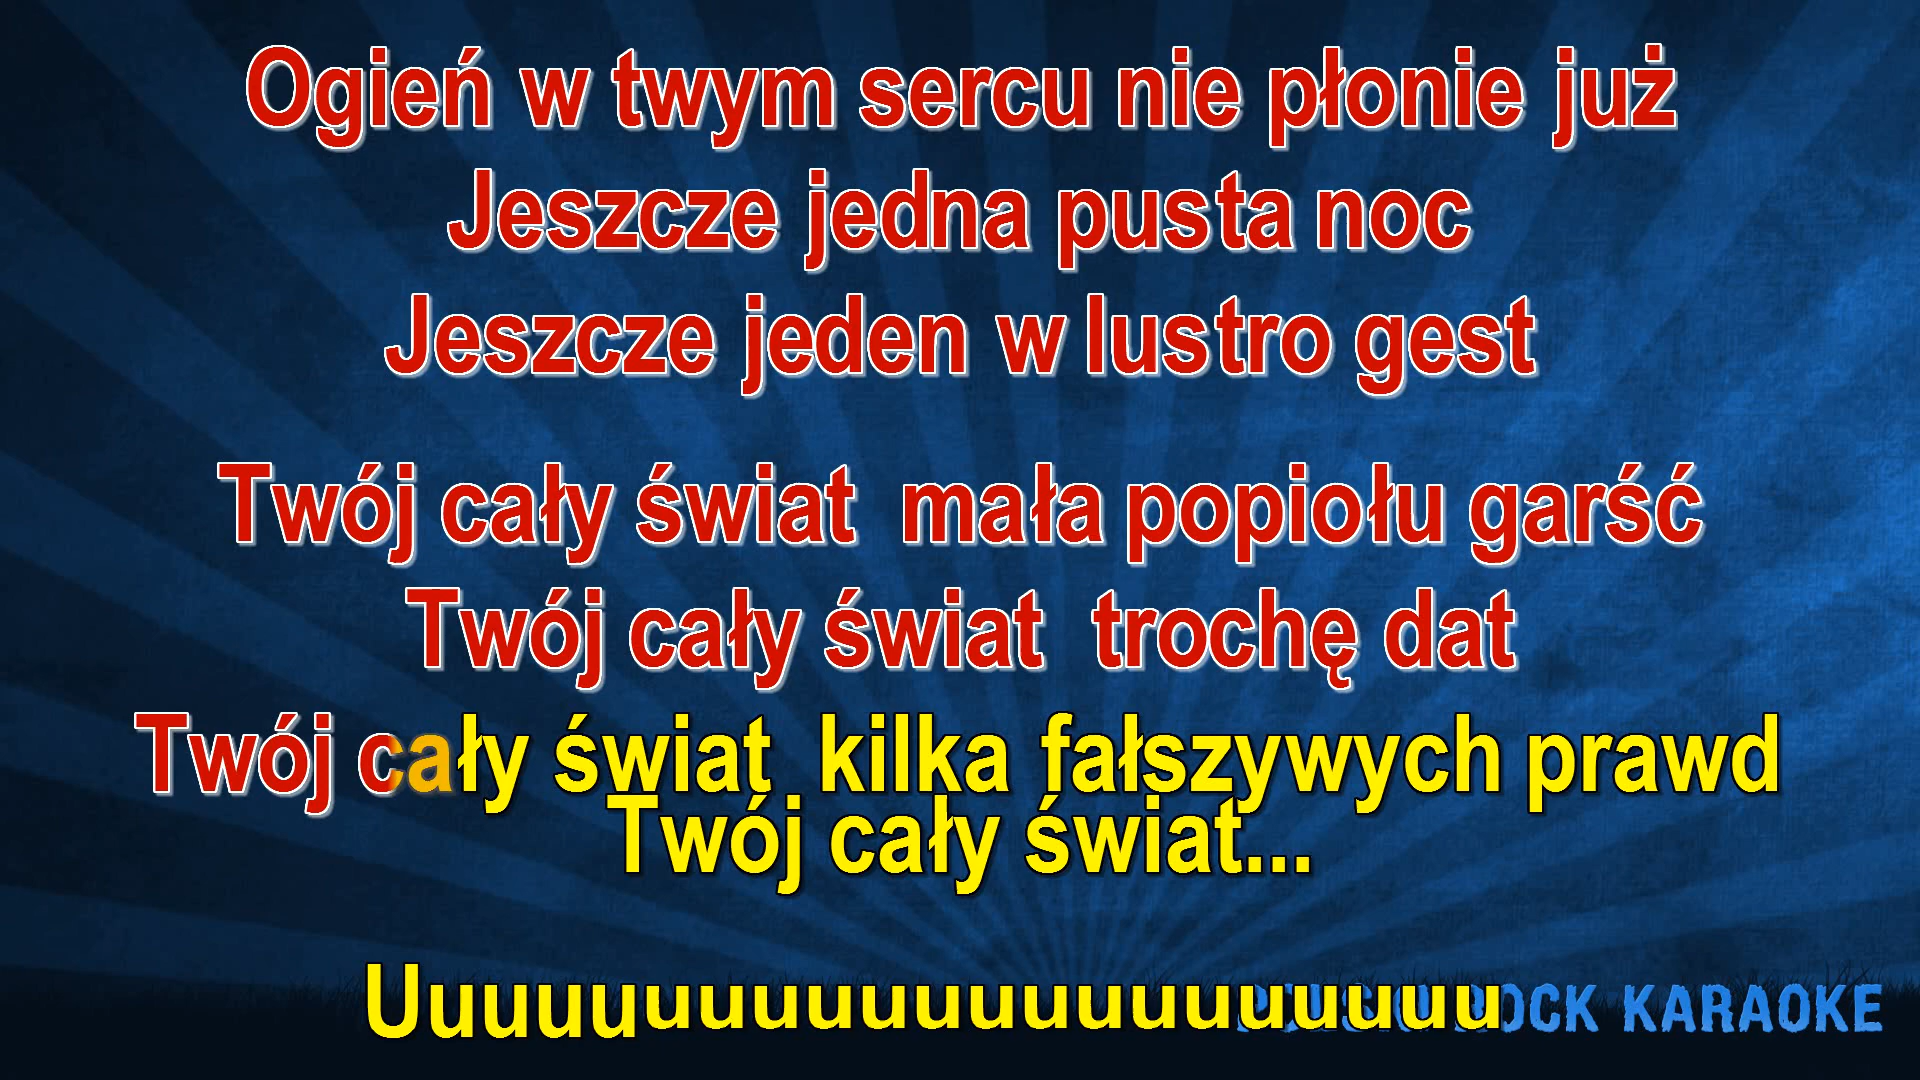 Ogień w twym sercu nie płonie już
Jeszcze jedna pusta noc
Jeszcze jeden w lustro gest
Twój cały świat mała popiołu garść
Twój cały świat trochę dat
Twój cały świat kilka fałszywych prawd
Twój cały świat...
Uuuuuuuuuuuuuuuuuuuuu
ROCK KARAOKE